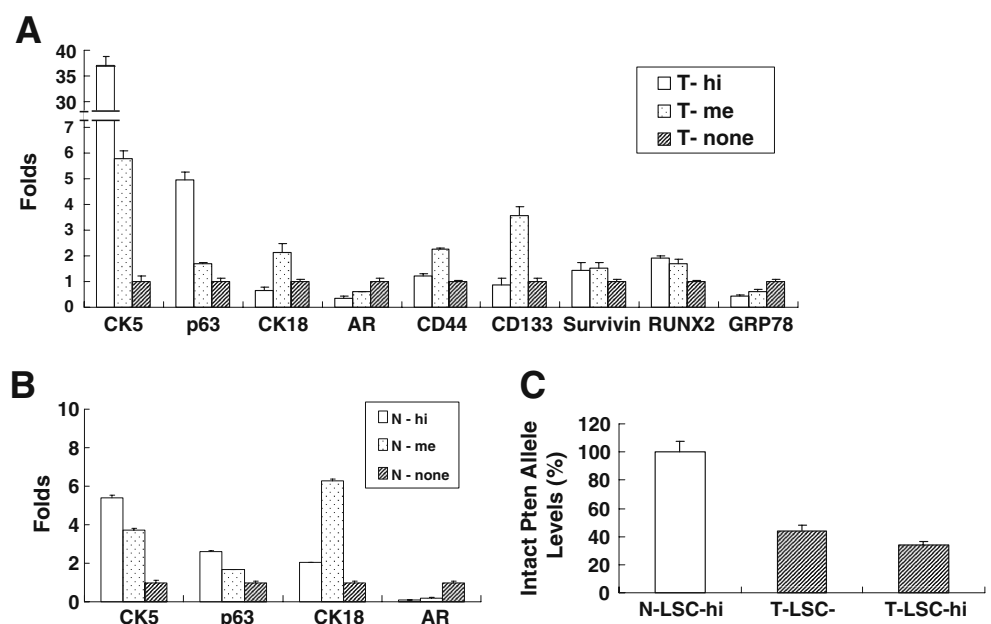 A
40
35
30
7
6
5
4
3
2
1
0
Folds
T- hi
T- me
T- none
CK5 p63 CK18 AR CD44 CD133 Survivin RUNX2 GRP78
B
10
8
6
4
2
0
Folds
N - hi
N - me
N - none
CK5 p63 CK18 AR
C
120
100
80
60
40
20
0
Intact Pten Allele
Levels (%)
N-LSC-hi T-LSC- T-LSC-hi